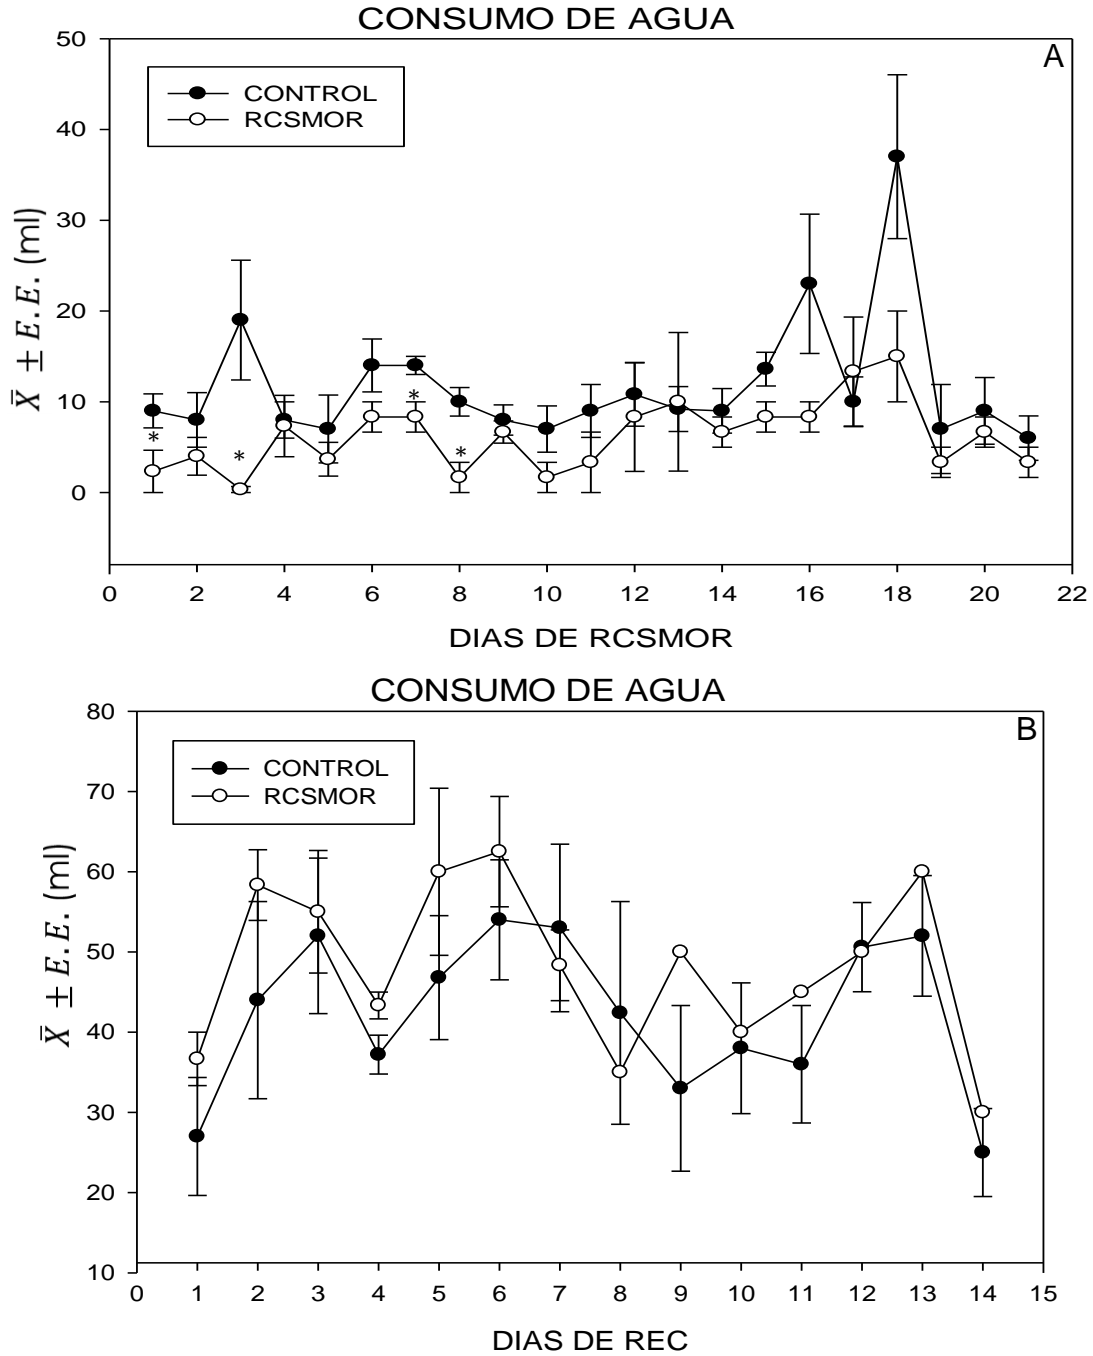 CONSUMO DE AGUA
A
50
40
30
20
10
0
CONTROL
RCSMOR
X̄ ± E.E. (ml)
*
*
*
*
0 2 4 6 8 10 12 14 16 18 20 22
DIAS DE RCSMOR
CONSUMO DE AGUA
B
80
70
60
50
40
30
20
10
CONTROL
RCSMOR
X̄ ± E.E. (ml)
0 1 2 3 4 5 6 7 8 9 10 11 12 13 14 15
DIAS DE REC